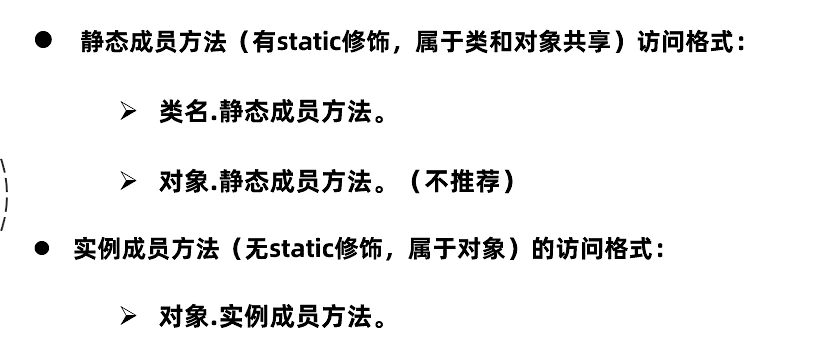 ● 静态成员方法（有static修饰，属于类和对象共享）访问格式：
➢ 类名.静态成员方法。
➢ 对象.静态成员方法。（不推荐）
● 实例成员方法（无static修饰，属于对象）的访问格式：
➢ 对象.实例成员方法。